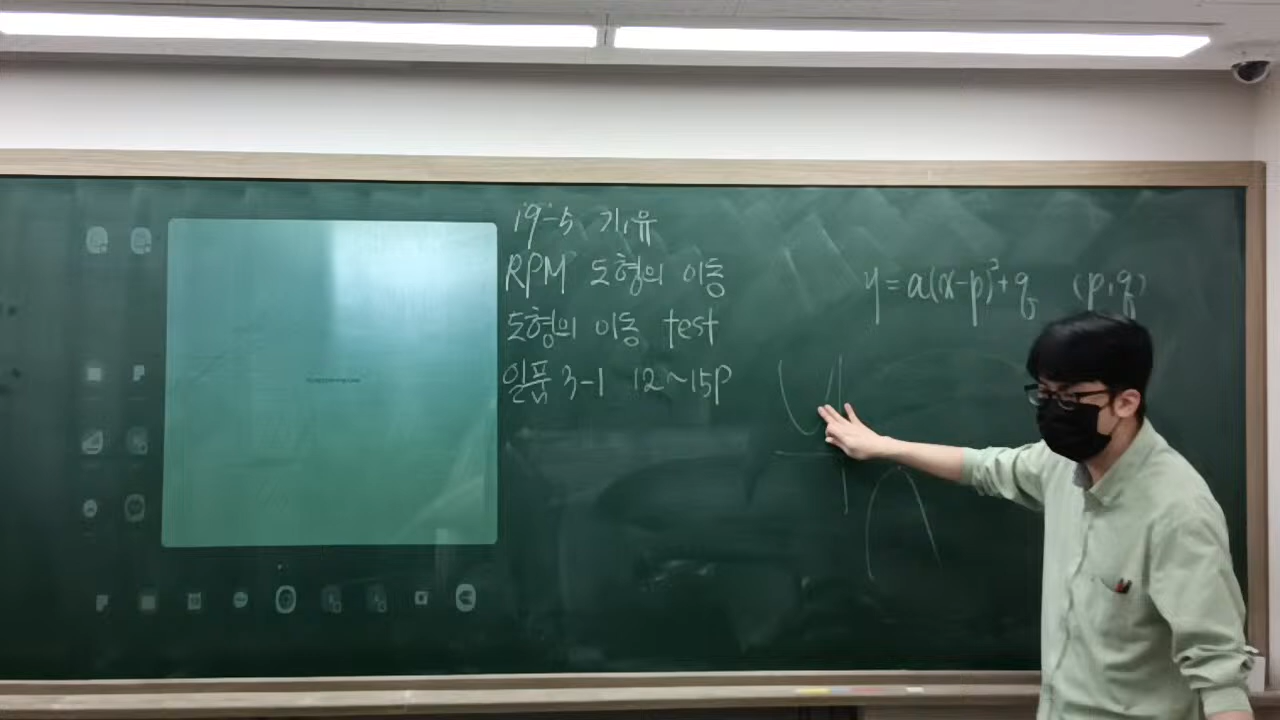 19-5 기,유
RPM 도형의 이동
도형의 이동 test
일품 3-1 12~15P
y=a(x-p)²+q (p,q)